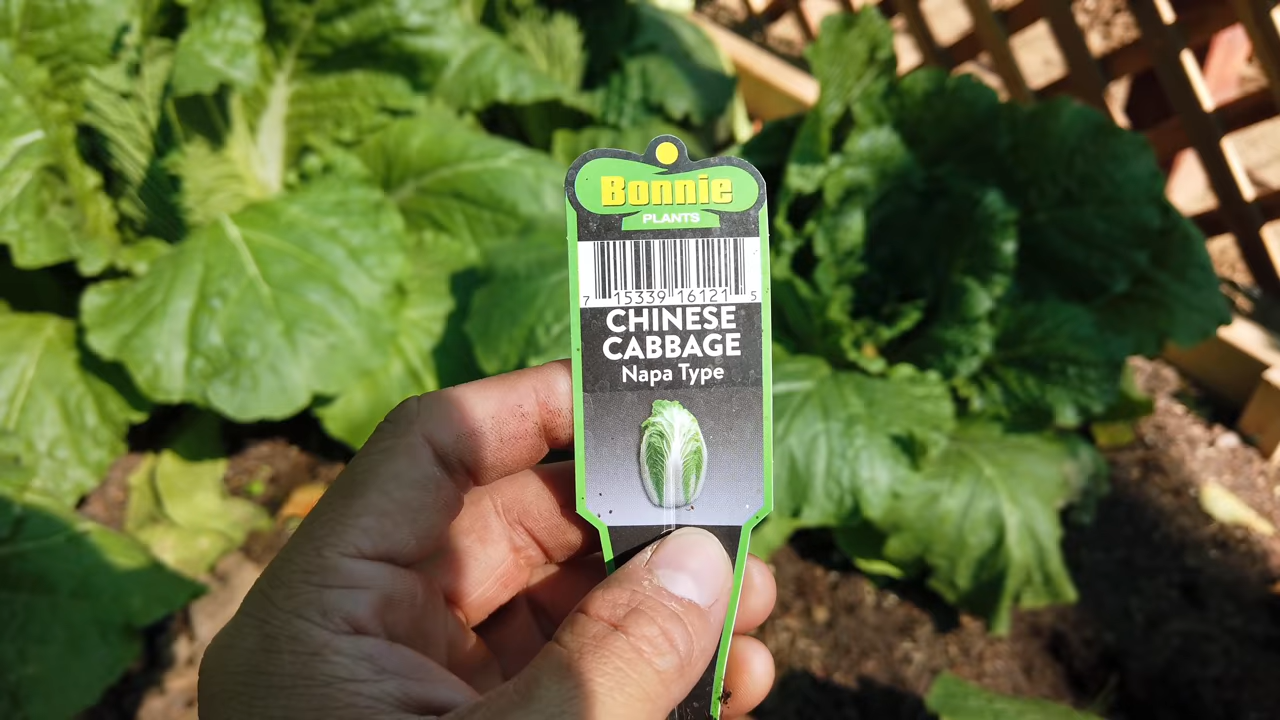 Bonnie
PLANTS
7 15339 16121 5
CHINESE
CABBAGE
Napa Type